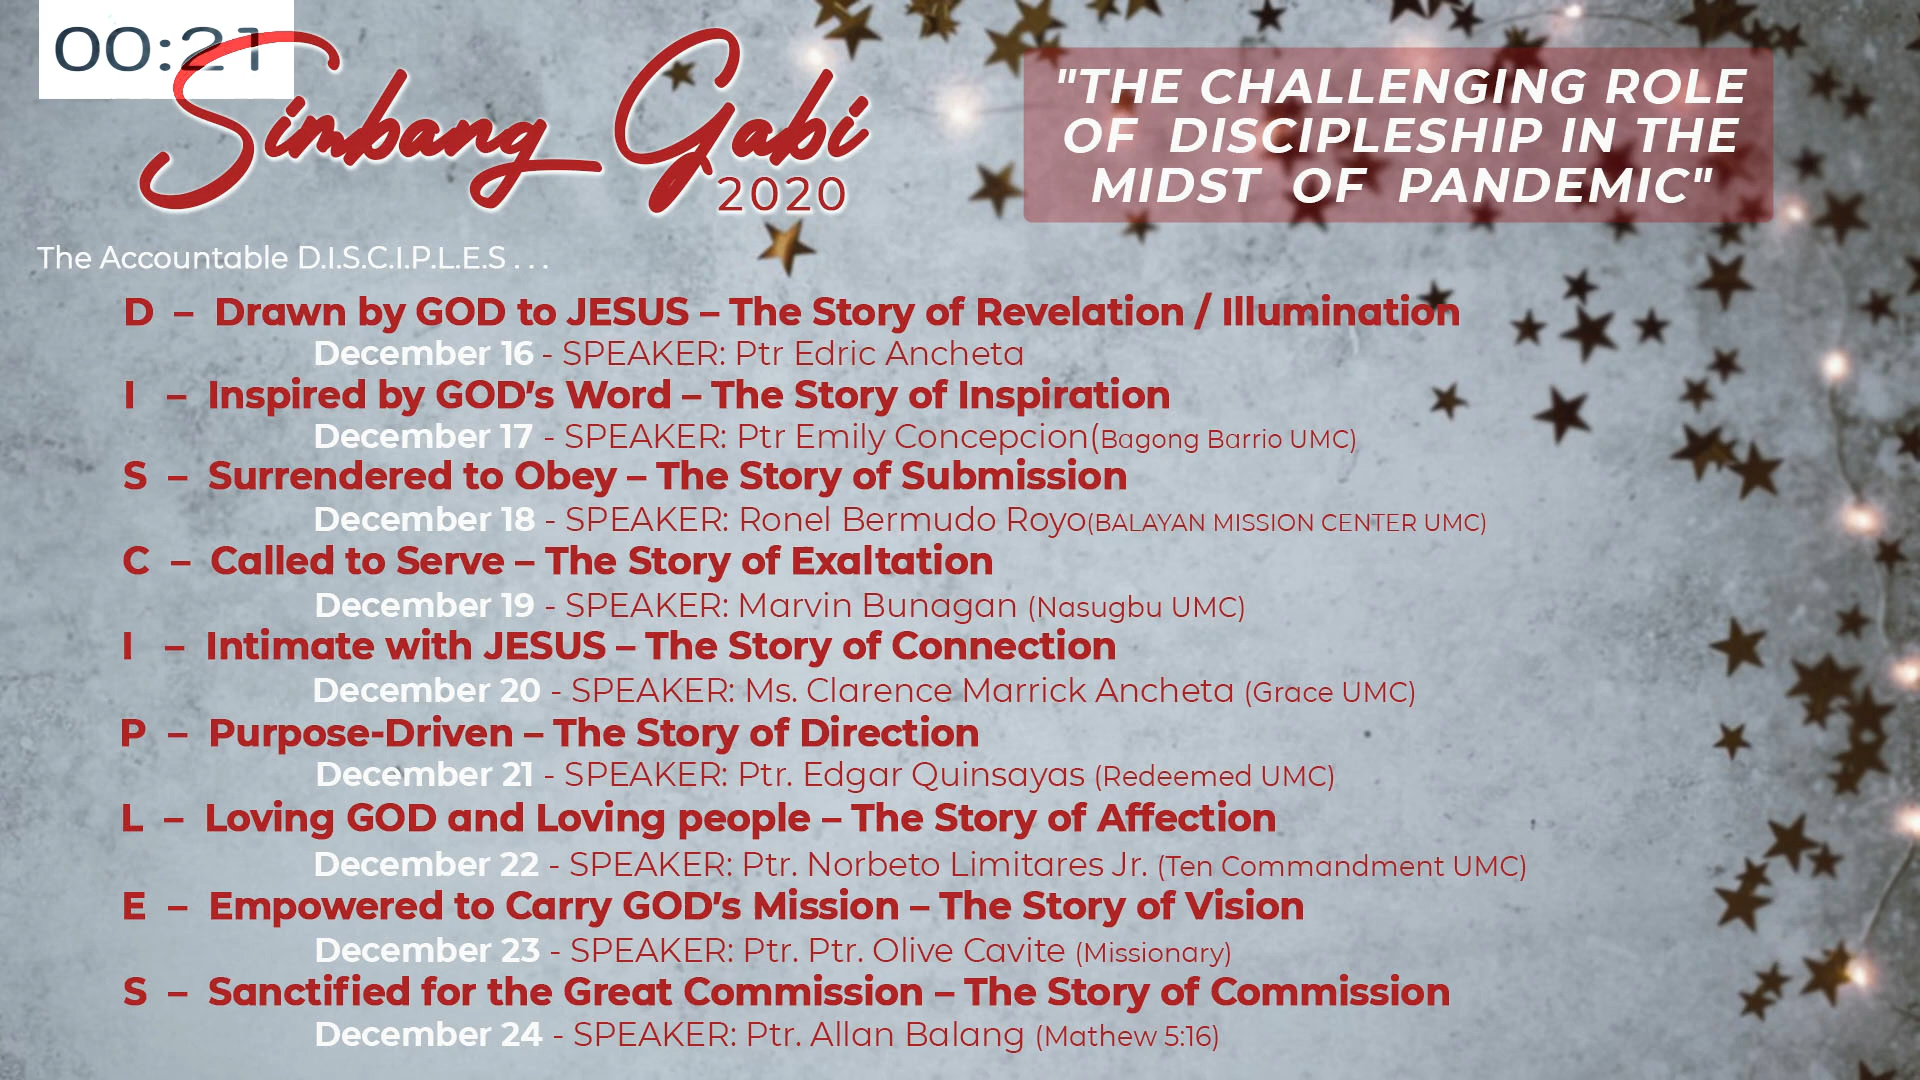 00:21
Simbang Gabi
2020
"THE CHALLENGING ROLE
OF DISCIPLESHIP IN THE
MIDST OF PANDEMIC"
The Accountable D.I.S.C.I.P.L.E.S . . .
D – Drawn by GOD to JESUS – The Story of Revelation / Illumination
December 16 - SPEAKER: Ptr Edric Ancheta
I – Inspired by GOD's Word – The Story of Inspiration
December 17 - SPEAKER: Ptr Emily Concepcion(Bagong Barrio UMC)
S – Surrendered to Obey – The Story of Submission
December 18 - SPEAKER: Ronel Bermudo Royo(BALAYAN MISSION CENTER UMC)
C – Called to Serve – The Story of Exaltation
December 19 - SPEAKER: Marvin Bunagan (Nasugbu UMC)
I – Intimate with JESUS – The Story of Connection
December 20 - SPEAKER: Ms. Clarence Marrick Ancheta (Grace UMC)
P – Purpose-Driven – The Story of Direction
December 21 - SPEAKER: Ptr. Edgar Quinsayas (Redeemed UMC)
L – Loving GOD and Loving people – The Story of Affection
December 22 - SPEAKER: Ptr. Norbeto Limitares Jr. (Ten Commandment UMC)
E – Empowered to Carry GOD's Mission – The Story of Vision
December 23 - SPEAKER: Ptr. Ptr. Olive Cavite (Missionary)
S – Sanctified for the Great Commission – The Story of Commission
December 24 - SPEAKER: Ptr. Allan Balang (Mathew 5:16)